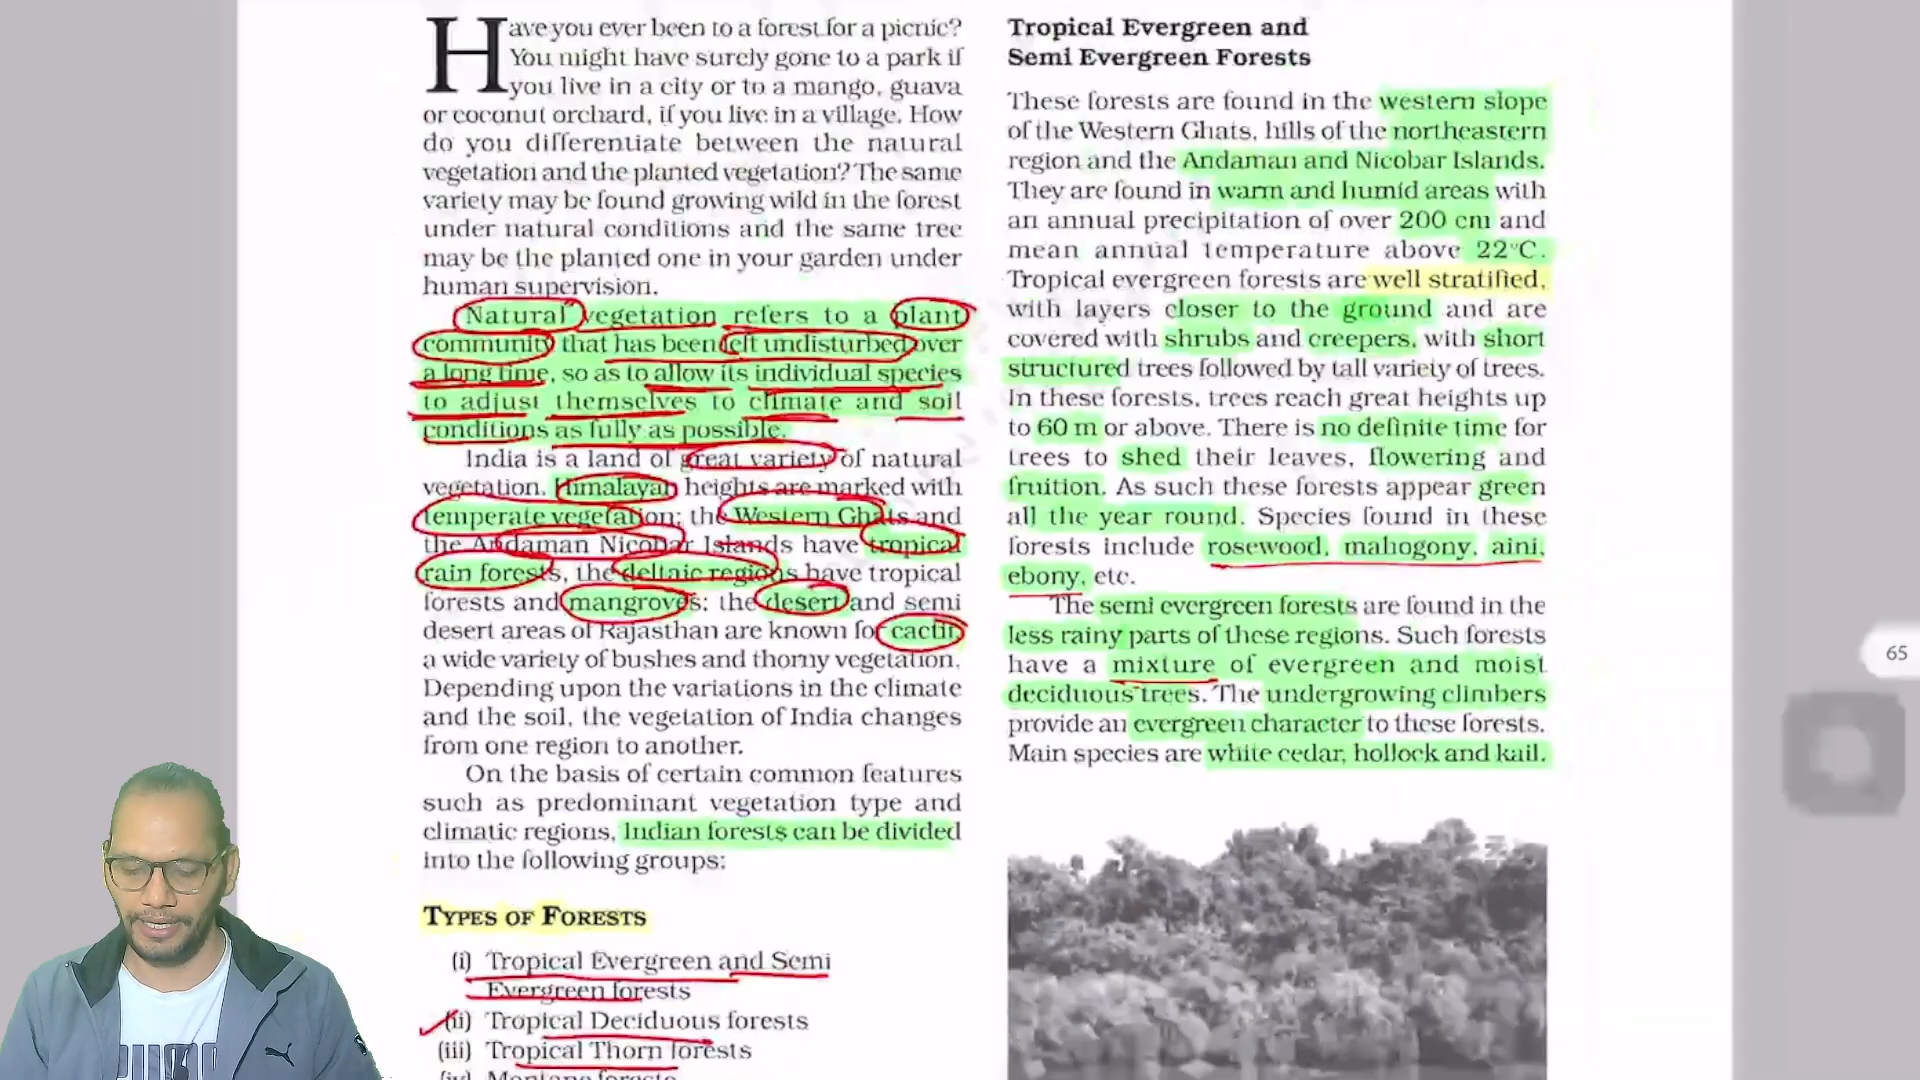 Have you ever been to a forest for a picnic?
You might have surely gone to a park if
you live in a city or to a mango, guava
or coconut orchard, if you live in a village. How
do you differentiate between the natural
vegetation and the planted vegetation? The same
variety may be found growing wild in the forest
under natural conditions and the same tree
may be the planted one in your garden under
human supervision.
Natural vegetation refers to a plant
community that has been left undisturbed over
a long time, so as to allow its individual species
to adjust themselves to climate and soil
conditions as fully as possible.
India is a land of great variety of natural
vegetation. Himalayan heights are marked with
temperate vegetation; the Western Ghats and
the Andaman Nicobar Islands have tropical
rain forests, the deltaic regions have tropical
forests and mangroves; the desert and semi
desert areas of Rajasthan are known for cactii,
a wide variety of bushes and thorny vegetation.
Depending upon the variations in the climate
and the soil, the vegetation of India changes
from one region to another.
On the basis of certain common features
such as predominant vegetation type and
climatic regions, Indian forests can be divided
into the following groups:
TYPES OF FORESTS
(i) Tropical Evergreen and Semi
Evergreen forests
(ii) Tropical Deciduous forests
(iii) Tropical Thorn forests
(iv) Montane forests
Tropical Evergreen and
Semi Evergreen Forests
These forests are found in the western slope
of the Western Ghats, hills of the northeastern
region and the Andaman and Nicobar Islands.
They are found in warm and humid areas with
an annual precipitation of over 200 cm and
mean annual temperature above 22°C.
Tropical evergreen forests are well stratified,
with layers closer to the ground and are
covered with shrubs and creepers, with short
structured trees followed by tall variety of trees.
In these forests, trees reach great heights up
to 60 m or above. There is no definite time for
trees to shed their leaves, flowering and
fruition. As such these forests appear green
all the year round. Species found in these
forests include rosewood, mahogony, aini,
ebony, etc.
The semi evergreen forests are found in the
less rainy parts of these regions. Such forests
have a mixture of evergreen and moist
deciduous trees. The undergrowing climbers
provide an evergreen character to these forests.
Main species are white cedar, hollock and kail.
65